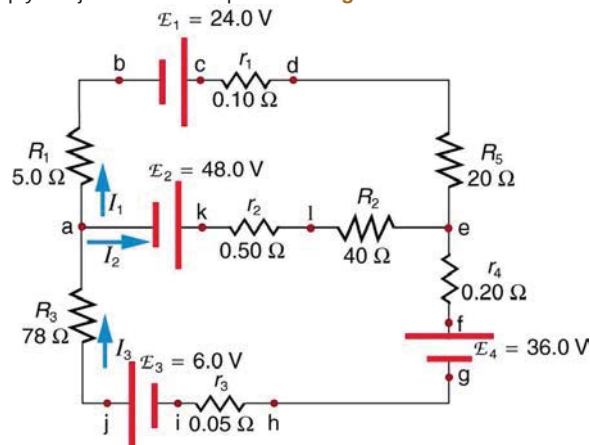 ℰ1 = 24.0 V
b
c
r1
d
0.10 Ω
R1
5.0 Ω
I1
R5
20 Ω
ℰ2 = 48.0 V
a
k
r2
l
R2
e
I2
0.50 Ω
40 Ω
R3
78 Ω
I3
r4
0.20 Ω
f
ℰ4 = 36.0 V
g
ℰ3 = 6.0 V
r3
j
i
0.05 Ω
h